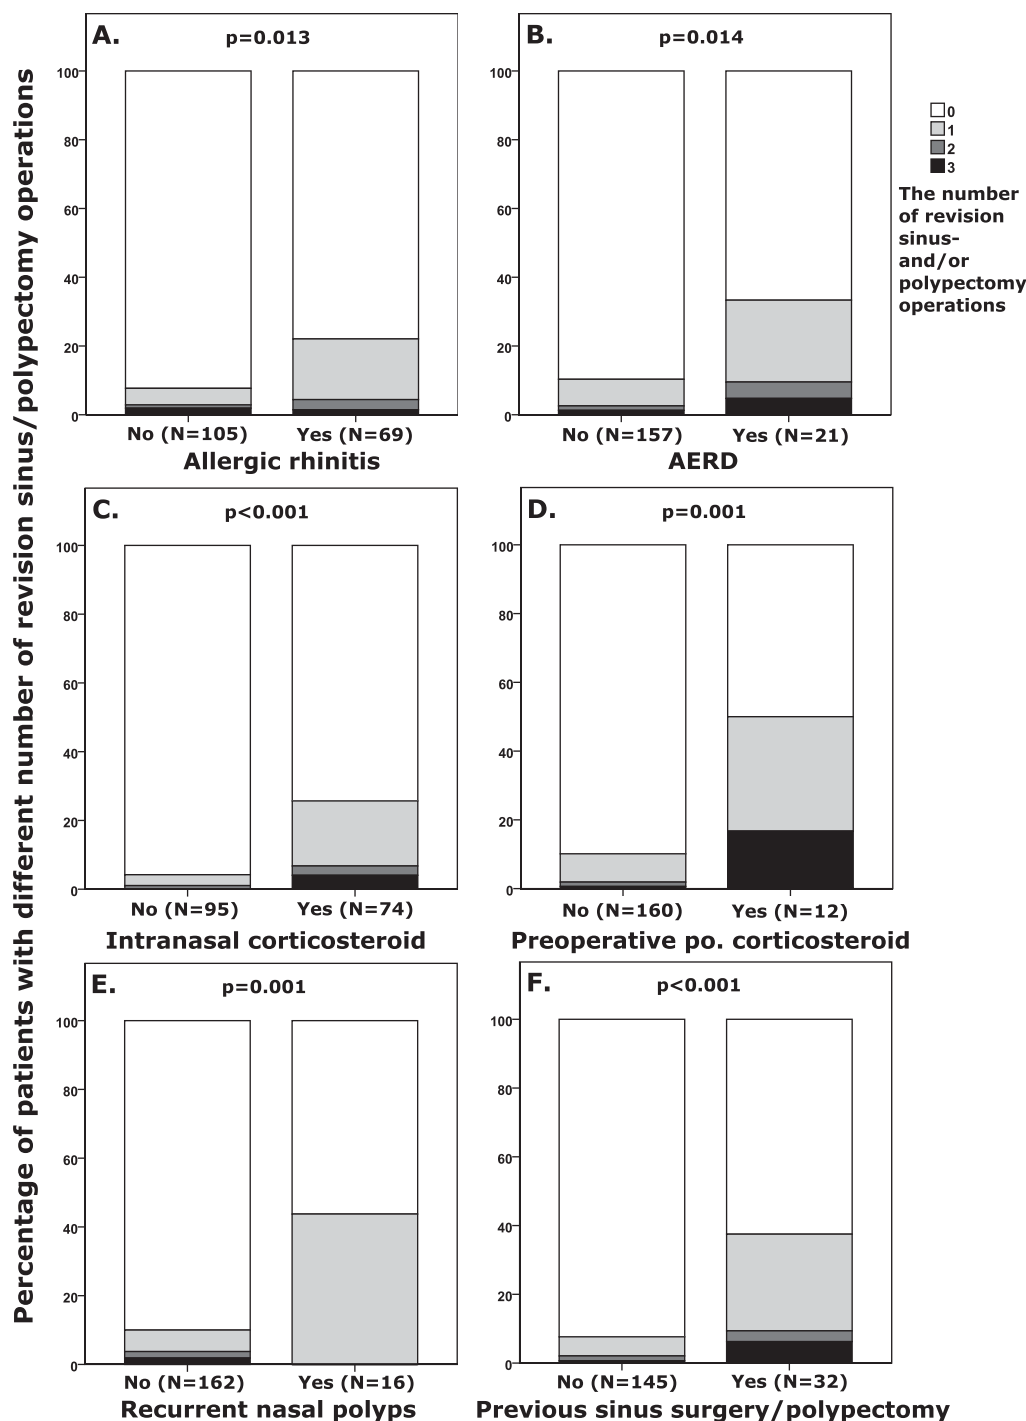 Percentage of patients with different number of revision sinus/polypectomy operations
A.
p=0.013
100
80
60
40
20
0
No (N=105)
Yes (N=69)
Allergic rhinitis
B.
p=0.014
100
80
60
40
20
0
No (N=157)
Yes (N=21)
AERD
0
1
2
3
The number
of revision
sinus-
and/or
polypectomy
operations
C.
p<0.001
100
80
60
40
20
0
No (N=95)
Yes (N=74)
Intranasal corticosteroid
D.
p=0.001
100
80
60
40
20
0
No (N=160)
Yes (N=12)
Preoperative po. corticosteroid
E.
p=0.001
100
80
60
40
20
0
No (N=162)
Yes (N=16)
Recurrent nasal polyps
F.
p<0.001
100
80
60
40
20
0
No (N=145)
Yes (N=32)
Previous sinus surgery/polypectomy